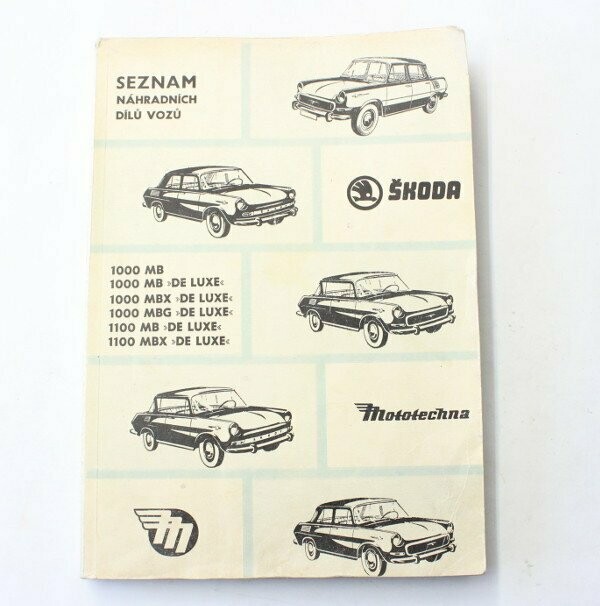 SEZNAM
NÁHRADNÍCH
DÍLŮ VOZŮ
ŠKODA
1000 MB
1000 MB »DE LUXE«
1000 MBX »DE LUXE«
1000 MBG »DE LUXE«
1100 MB »DE LUXE«
1100 MBX »DE LUXE«
Mototechna
M